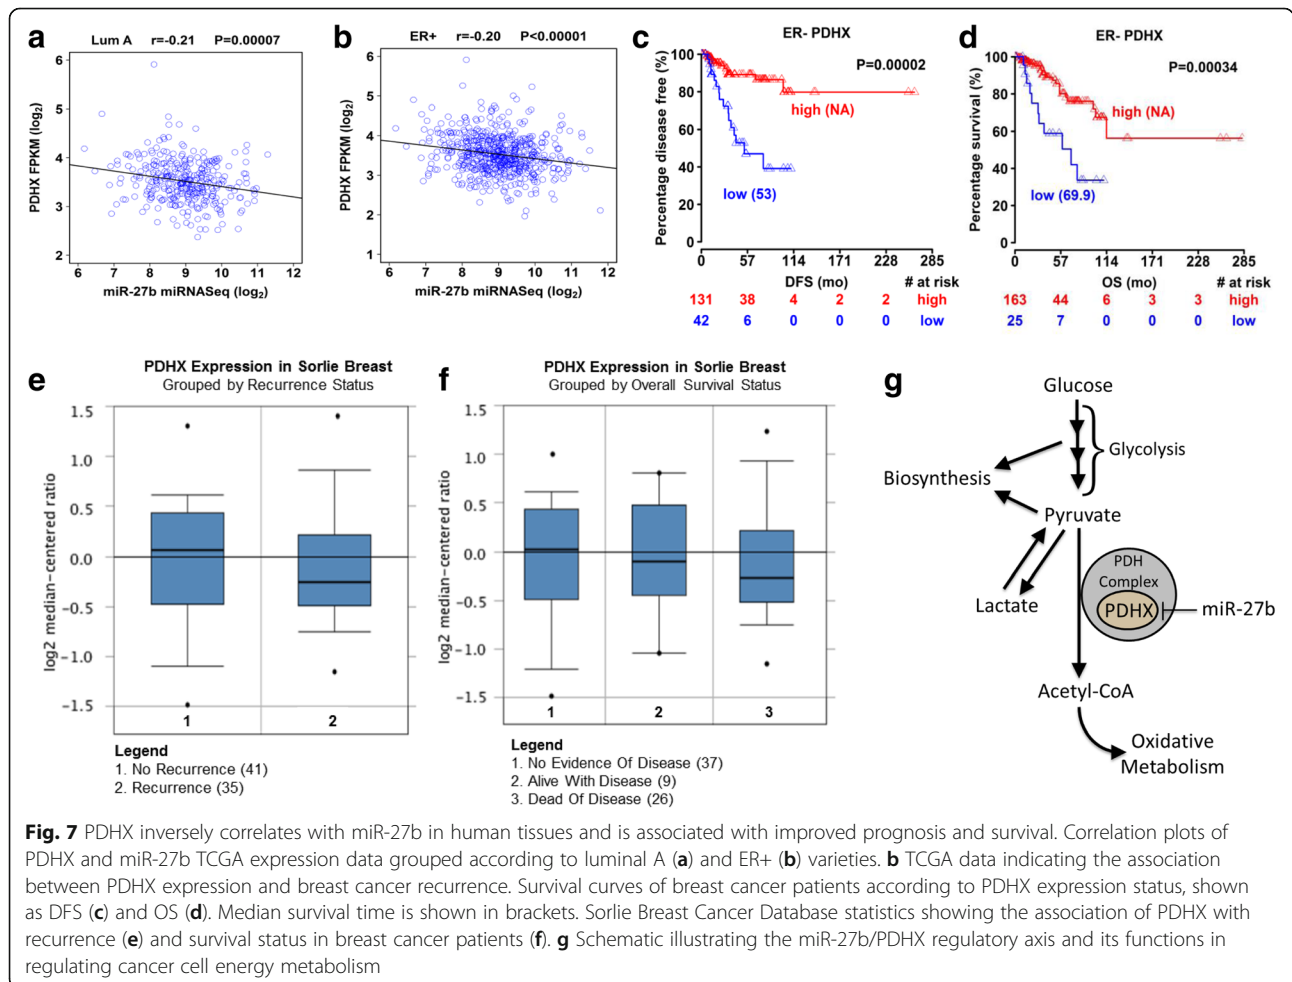 a
Lum A r=-0.21 P=0.00007
PDHX FPKM (log2)
6
5
4
3
2
6 7 8 9 10 11 12
miR-27b miRNASeq (log2)
b
ER+ r=-0.20 P<0.00001
PDHX FPKM (log2)
6
5
4
3
2
1
6 7 8 9 10 11 12
miR-27b miRNASeq (log2)
c
ER- PDHX
P=0.00002
Percentage disease free (%)
100
80
60
40
20
0
high (NA)
low (53)
0 57 114 171 228 285
DFS (mo) # at risk
131 38 4 2 2 high
42 6 0 0 0 low
d
ER- PDHX
P=0.00034
Percentage survival (%)
100
80
60
40
20
0
high (NA)
low (69.9)
0 57 114 171 228 285
OS (mo) # at risk
163 44 6 3 3 high
25 7 0 0 0 low
e
PDHX Expression in Sorlie Breast
Grouped by Recurrence Status
log2 median-centered ratio
1.5
1.0
0.5
0.0
-0.5
-1.0
-1.5
1 2
Legend
1. No Recurrence (41)
2. Recurrence (35)
f
PDHX Expression in Sorlie Breast
Grouped by Overall Survival Status
log2 median-centered ratio
1.5
1.0
0.5
0.0
-0.5
-1.0
-1.5
1 2 3
Legend
1. No Evidence Of Disease (37)
2. Alive With Disease (9)
3. Dead Of Disease (26)
g
Glucose
Glycolysis
Biosynthesis
Pyruvate
PDH
Complex
PDHX
miR-27b
Lactate
Acetyl-CoA
Oxidative
Metabolism
Fig. 7 PDHX inversely correlates with miR-27b in human tissues and is associated with improved prognosis and survival. Correlation plots of
PDHX and miR-27b TCGA expression data grouped according to luminal A (a) and ER+ (b) varieties. b TCGA data indicating the association
between PDHX expression and breast cancer recurrence. Survival curves of breast cancer patients according to PDHX expression status, shown
as DFS (c) and OS (d). Median survival time is shown in brackets. Sorlie Breast Cancer Database statistics showing the association of PDHX with
recurrence (e) and survival status in breast cancer patients (f). g Schematic illustrating the miR-27b/PDHX regulatory axis and its functions in
regulating cancer cell energy metabolism